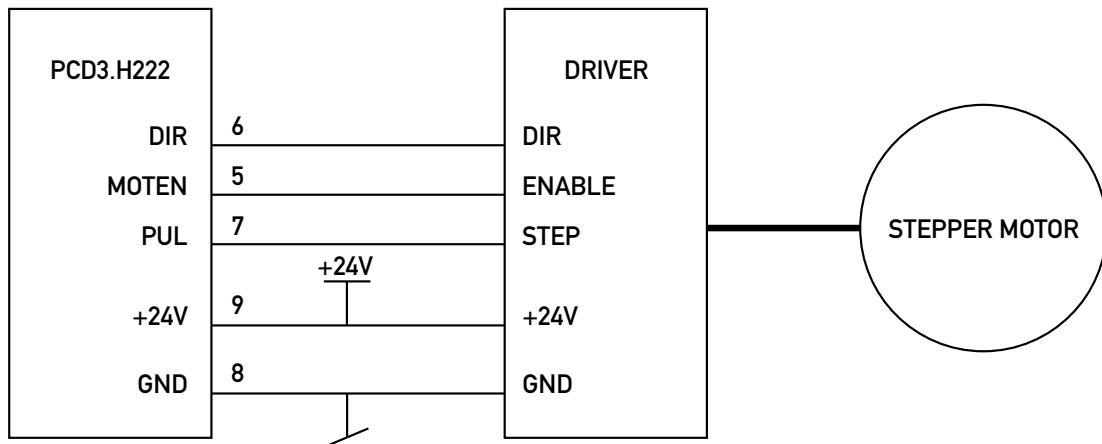 PCD3.H222
DRIVER
DIR 6 DIR
MOTEN 5 ENABLE
PUL 7 STEP
STEPPER MOTOR
+24V
+24V 9 +24V
GND 8 GND